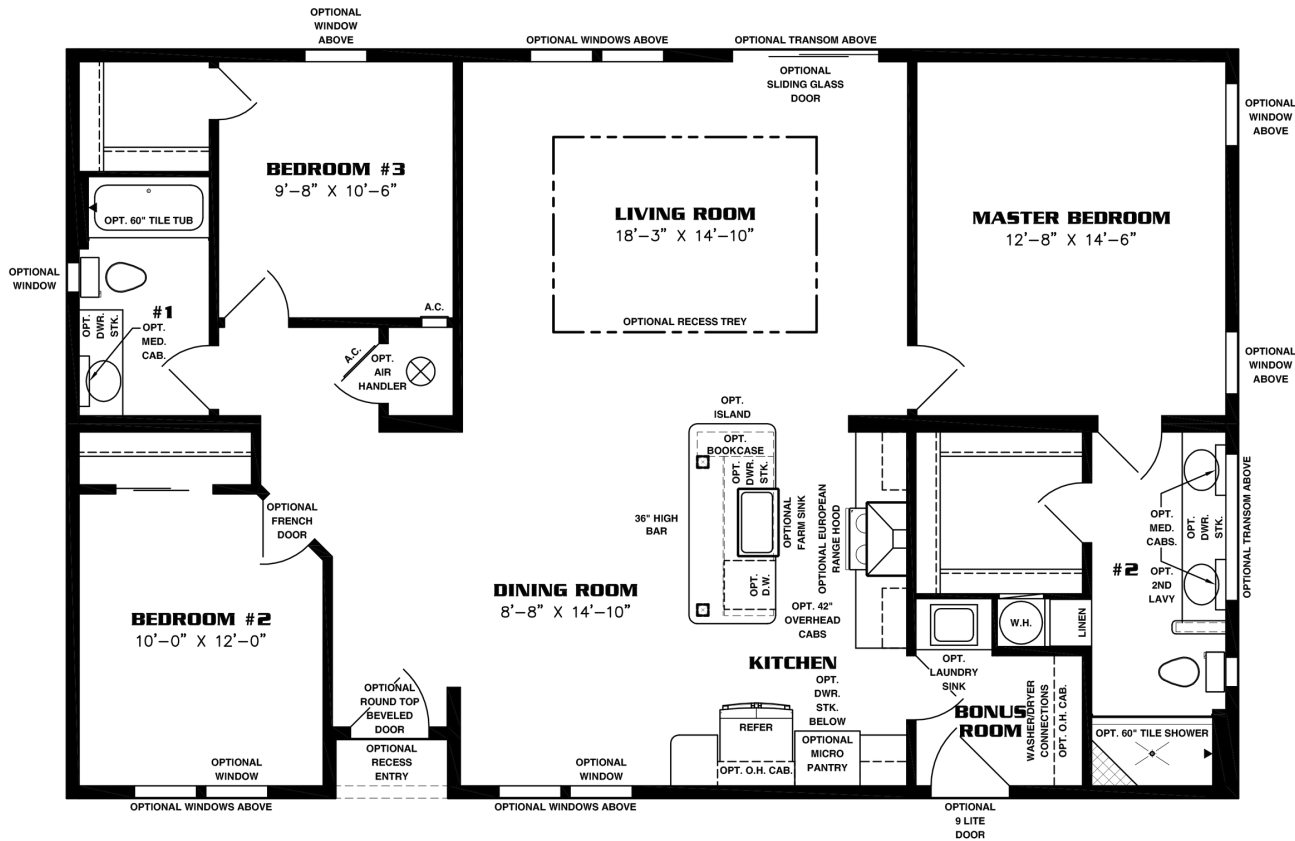 OPTIONAL
WINDOW
ABOVE
OPTIONAL WINDOWS ABOVE
OPTIONAL TRANSOM ABOVE
OPTIONAL
SLIDING GLASS
DOOR
OPTIONAL
WINDOW
ABOVE
BEDROOM #3
9'-8" X 10'-6"
LIVING ROOM
18'-3" X 14'-10"
MASTER BEDROOM
12'-8" X 14'-6"
OPT. 60" TILE TUB
OPTIONAL
WINDOW
#1
OPT.
DWR.
STK.
OPT.
MED.
CAB.
A.C.
OPTIONAL RECESS TREY
A.C.
OPT.
AIR
HANDLER
OPTIONAL
WINDOW
ABOVE
OPT.
ISLAND
OPT.
BOOKCASE
OPT.
DWR.
STK.
36" HIGH
BAR
OPTIONAL
FARM SINK
OPTIONAL EUROPEAN
RANGE HOOD
OPT.
D.W.
OPTIONAL
FRENCH
DOOR
OPT.
MED.
CABS.
OPT.
DWR.
STK.
OPTIONAL TRANSOM ABOVE
#2
OPT.
2ND
LAVY
DINING ROOM
8'-8" X 14'-10"
OPT. 42"
OVERHEAD
CABS
BEDROOM #2
10'-0" X 12'-0"
W.H.
LINEN
KITCHEN
OPT.
LAUNDRY
SINK
OPT.
DWR.
STK.
BELOW
OPTIONAL
ROUND TOP
BEVELED
DOOR
BONUS
ROOM
WASHER/DRYER
CONNECTIONS
OPT. O.H. CAB.
REFER
OPT. 60" TILE SHOWER
OPTIONAL
RECESS
ENTRY
OPTIONAL
MICRO
PANTRY
OPT. O.H. CAB.
OPTIONAL
WINDOW
OPTIONAL
WINDOW
OPTIONAL WINDOWS ABOVE
OPTIONAL WINDOWS ABOVE
OPTIONAL
9 LITE
DOOR